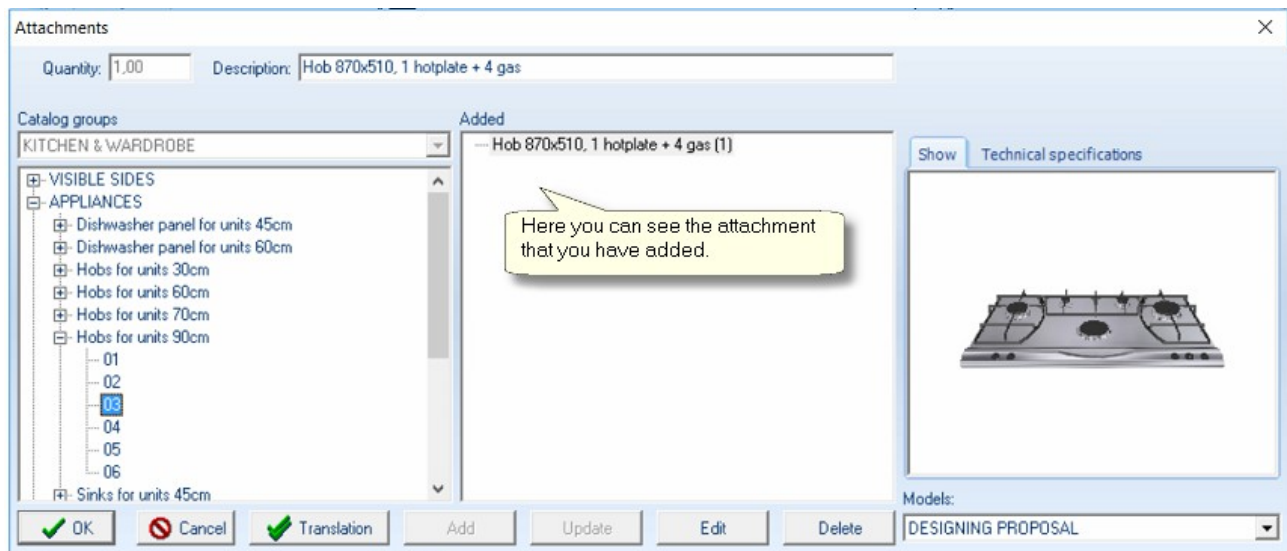 Attachments
Quantity: 1,00 Description: Hob 870x510, 1 hotplate + 4 gas
Catalog groups
KITCHEN & WARDROBE
VISIBLE SIDES
APPLIANCES
Dishwasher panel for units 45cm
Dishwasher panel for units 60cm
Hobs for units 30cm
Hobs for units 60cm
Hobs for units 70cm
Hobs for units 90cm
01
02
03
04
05
06
Sinks for units 45cm
Added
Hob 870x510, 1 hotplate + 4 gas (1)
Here you can see the attachment
that you have added.
Show Technical specifications
Models:
DESIGNING PROPOSAL
OK Cancel Translation Add Update Edit Delete